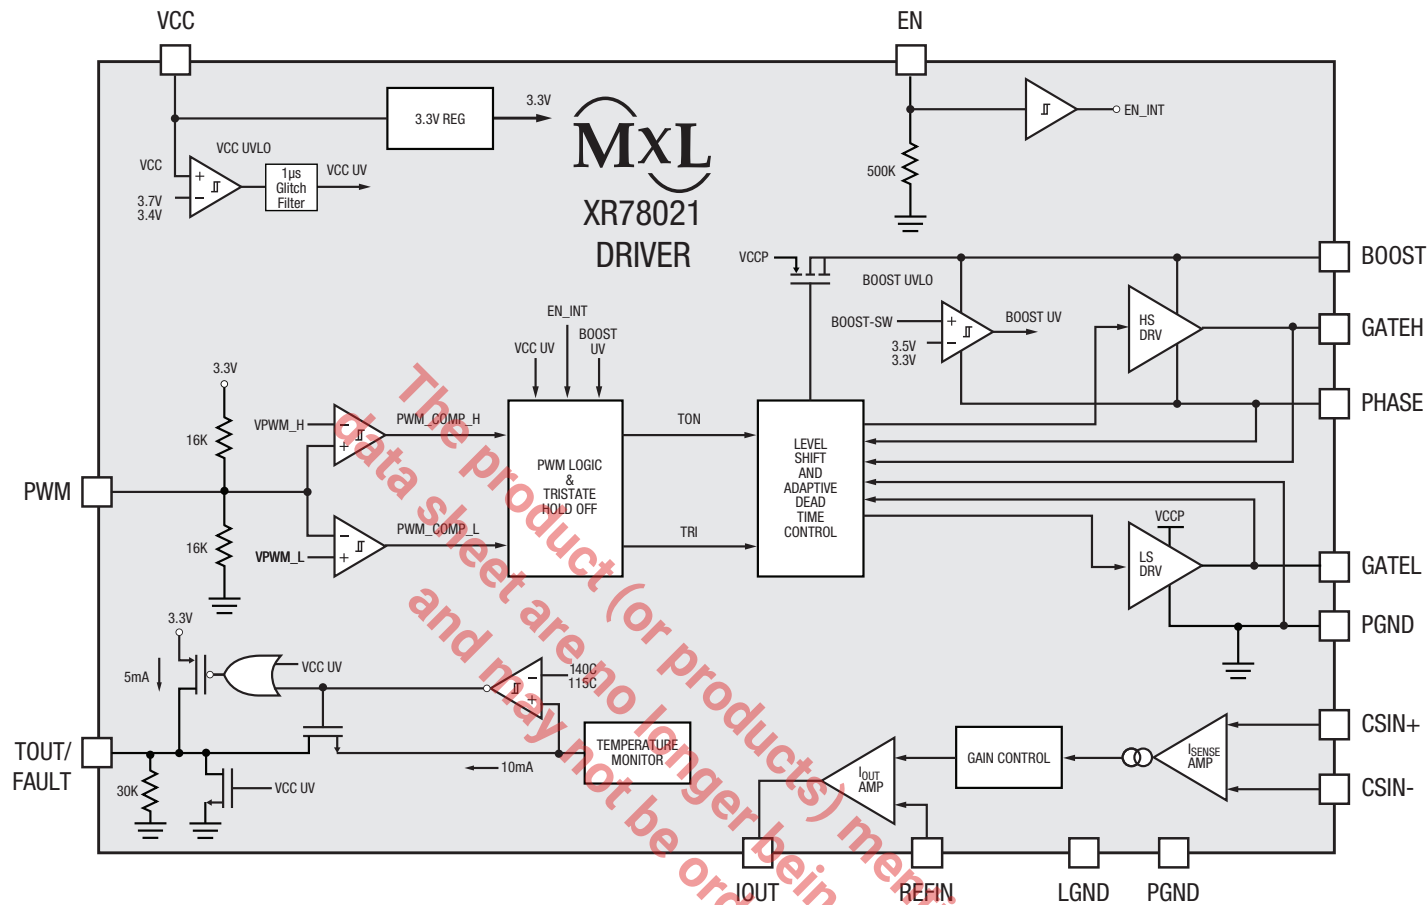 VCC
EN
3.3V REG
3.3V
MXL
XR78021
DRIVER
VCC UVLO
VCC
3.7V
3.4V
1µs
Glitch
Filter
VCC UV
500K
EN_INT
VCCP
BOOST UVLO
BOOST-SW
3.5V
3.3V
BOOST UV
HS
DRV
BOOST
GATEH
PHASE
EN_INT
VCC UV
BOOST
UV
3.3V
16K
16K
PWM
VPWM_H
VPWM_L
PWM_COMP_H
PWM_COMP_L
PWM LOGIC
&
TRISTATE
HOLD OFF
TON
TRI
LEVEL
SHIFT
AND
ADAPTIVE
DEAD
TIME
CONTROL
VCCP
LS
DRV
GATEL
PGND
3.3V
5mA
VCC UV
140C
115C
TEMPERATURE
MONITOR
10mA
TOUT/
FAULT
30K
VCC UV
IOUT
AMP
GAIN CONTROL
ISENSE
AMP
CSIN+
CSIN-
IOUT
REFIN
LGND
PGND
The product (or products) menti
data sheet are no longer bein
and may not be ord